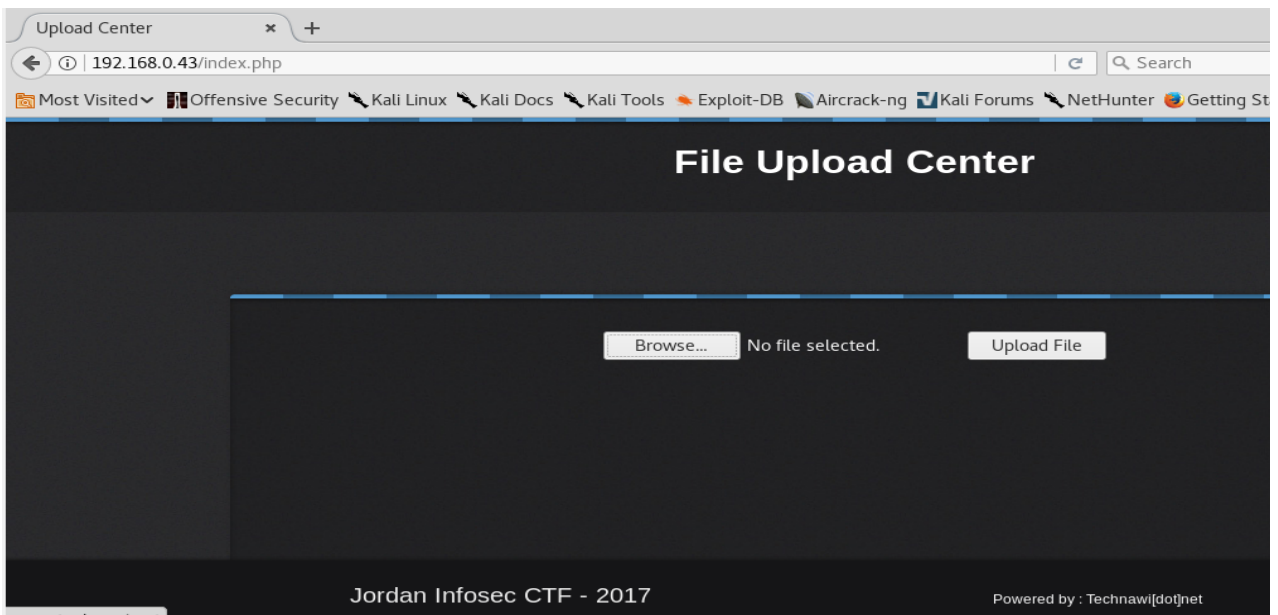 Upload Center
192.168.0.43/index.php
Search
Most Visited Offensive Security Kali Linux Kali Docs Kali Tools Exploit-DB Aircrack-ng Kali Forums NetHunter Getting St
File Upload Center
Browse... No file selected. Upload File
Jordan Infosec CTF - 2017
Powered by : Technawi[dot]net